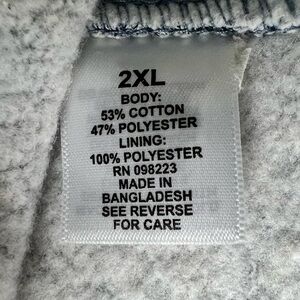 2XL
BODY:
53% COTTON
47% POLYESTER
LINING:
100% POLYESTER
RN 098223
MADE IN
BANGLADESH
SEE REVERSE
FOR CARE